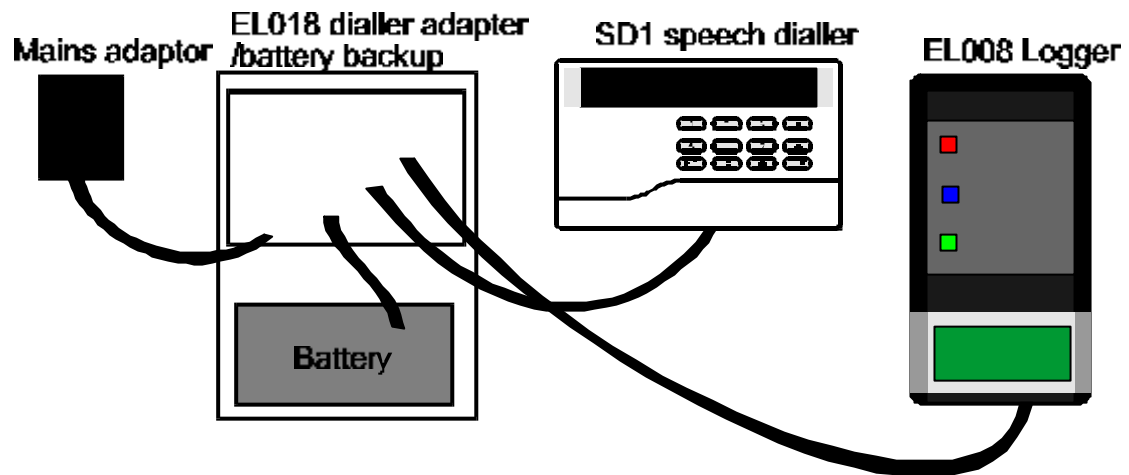 Mains adaptor
EL018 dialler adapter
/battery backup
SD1 speech dialler
EL008 Logger
Battery